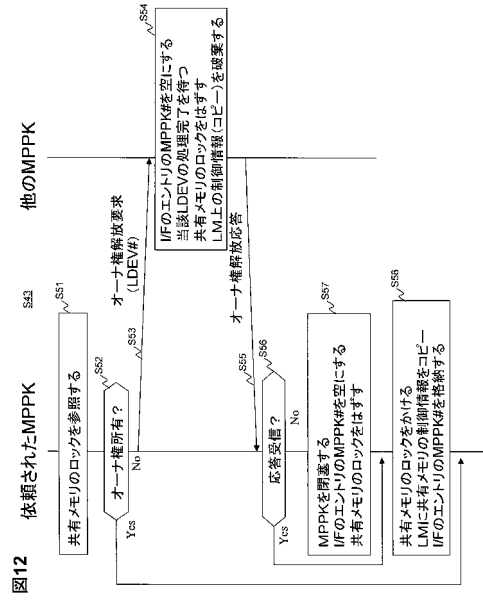 図12
依頼されたMPPK
S43
他のMPPK
共有メモリのロックを参照する
S51
オーナ権所有？
S52
Yes
No
S53
オーナ権解放要求
(LDEV#)
I/FのエントリのMPPK#を空にする
当該LDEVの処理完了を待つ
共有メモリのロックをはずす
LM上の制御情報(コピー)を破棄する
S54
オーナ権解放応答
S55
応答受信？
S56
Yes
No
MPPKを閉塞する
I/FのエントリのMPPK#を空にする
共有メモリのロックをはずす
S57
共有メモリのロックをかける
LMに共有メモリの制御情報をコピー
I/FのエントリのMPPK#を格納する
S58